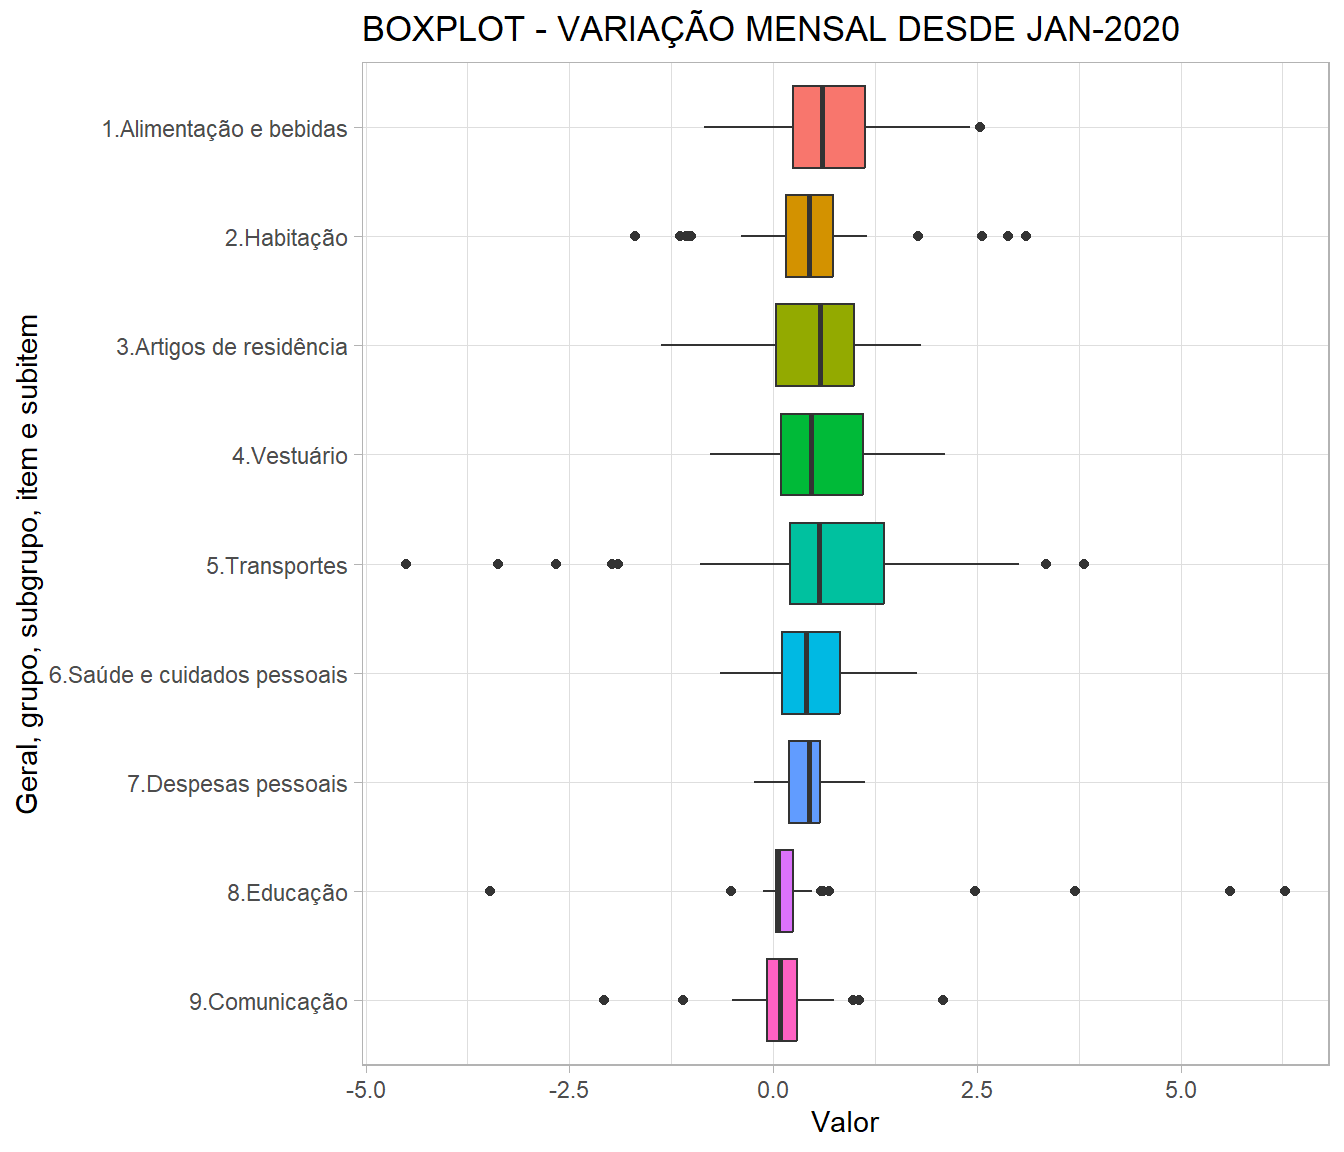 BOXPLOT - VARIAÇÃO MENSAL DESDE JAN-2020
Geral, grupo, subgrupo, item e subitem
1.Alimentação e bebidas
2.Habitação
3.Artigos de residência
4.Vestuário
5.Transportes
6.Saúde e cuidados pessoais
7.Despesas pessoais
8.Educação
9.Comunicação
-5.0 -2.5 0.0 2.5 5.0
Valor